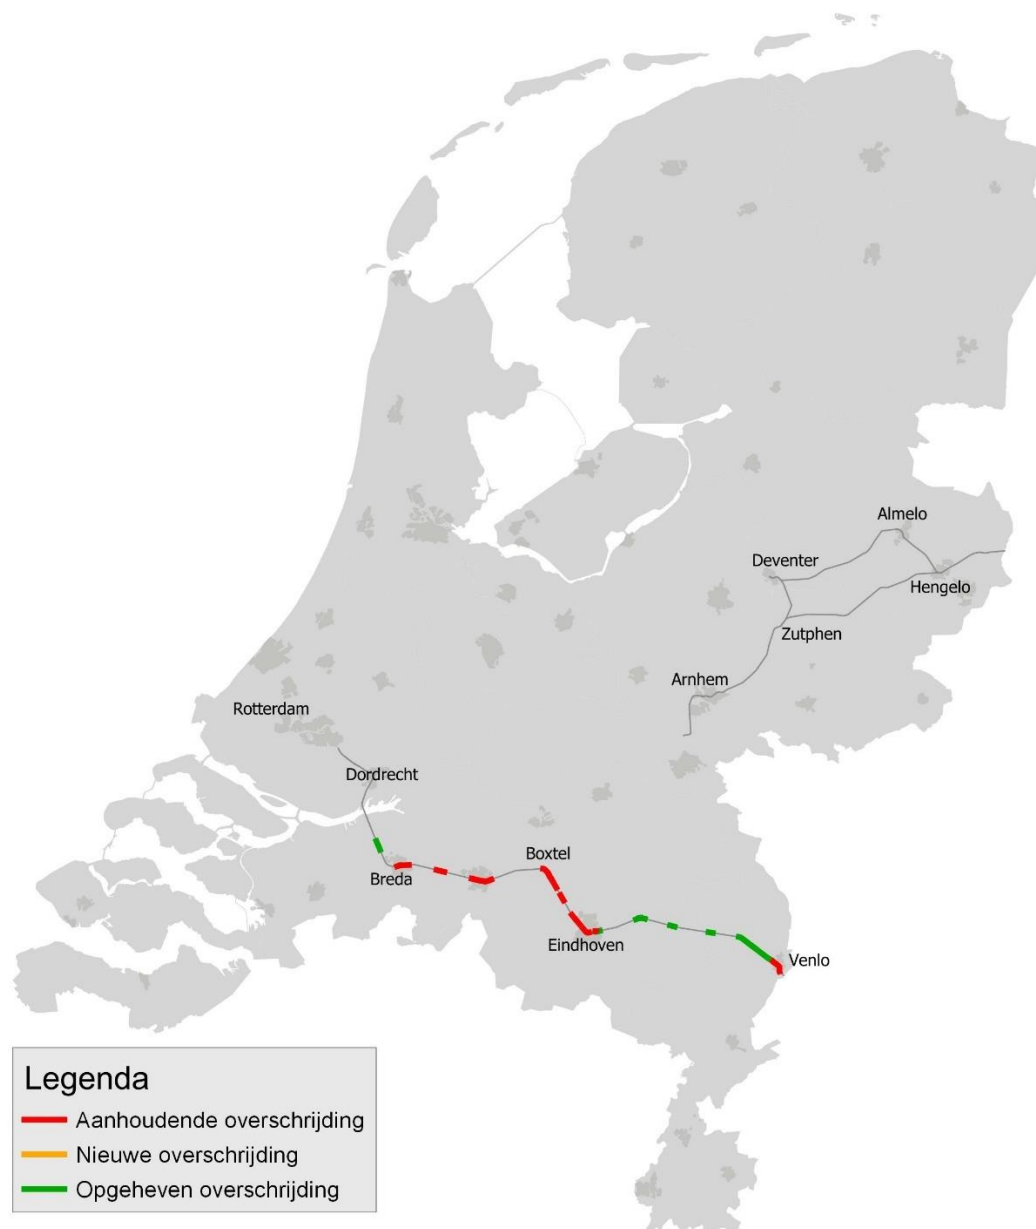 Almelo
Deventer
Hengelo
Zutphen
Arnhem
Rotterdam
Dordrecht
Boxtel
Breda
Eindhoven
Venlo
Legenda
Aanhoudende overschrijding
Nieuwe overschrijding
Opgeheven overschrijding